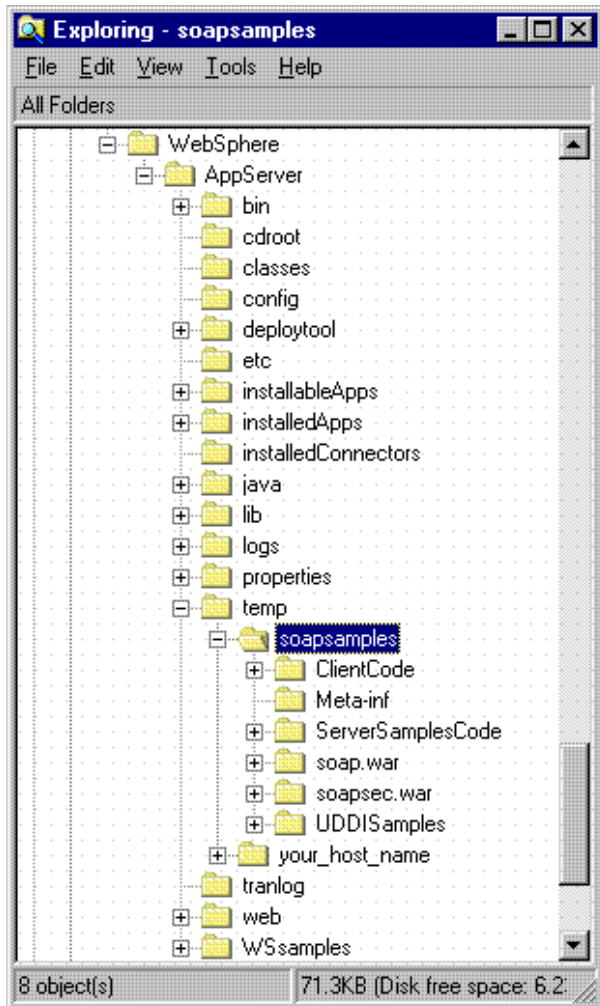 Exploring - soapsamples
File Edit View Tools Help
All Folders
WebSphere
AppServer
bin
cdroot
classes
config
deploytool
etc
installableApps
installedApps
installedConnectors
java
lib
logs
properties
temp
soapsamples
ClientCode
Meta-inf
ServerSamplesCode
soap.war
soapsec.war
UDDISamples
your_host_name
tranlog
web
WSsamples
8 object(s) 71.3KB (Disk free space: 6.2